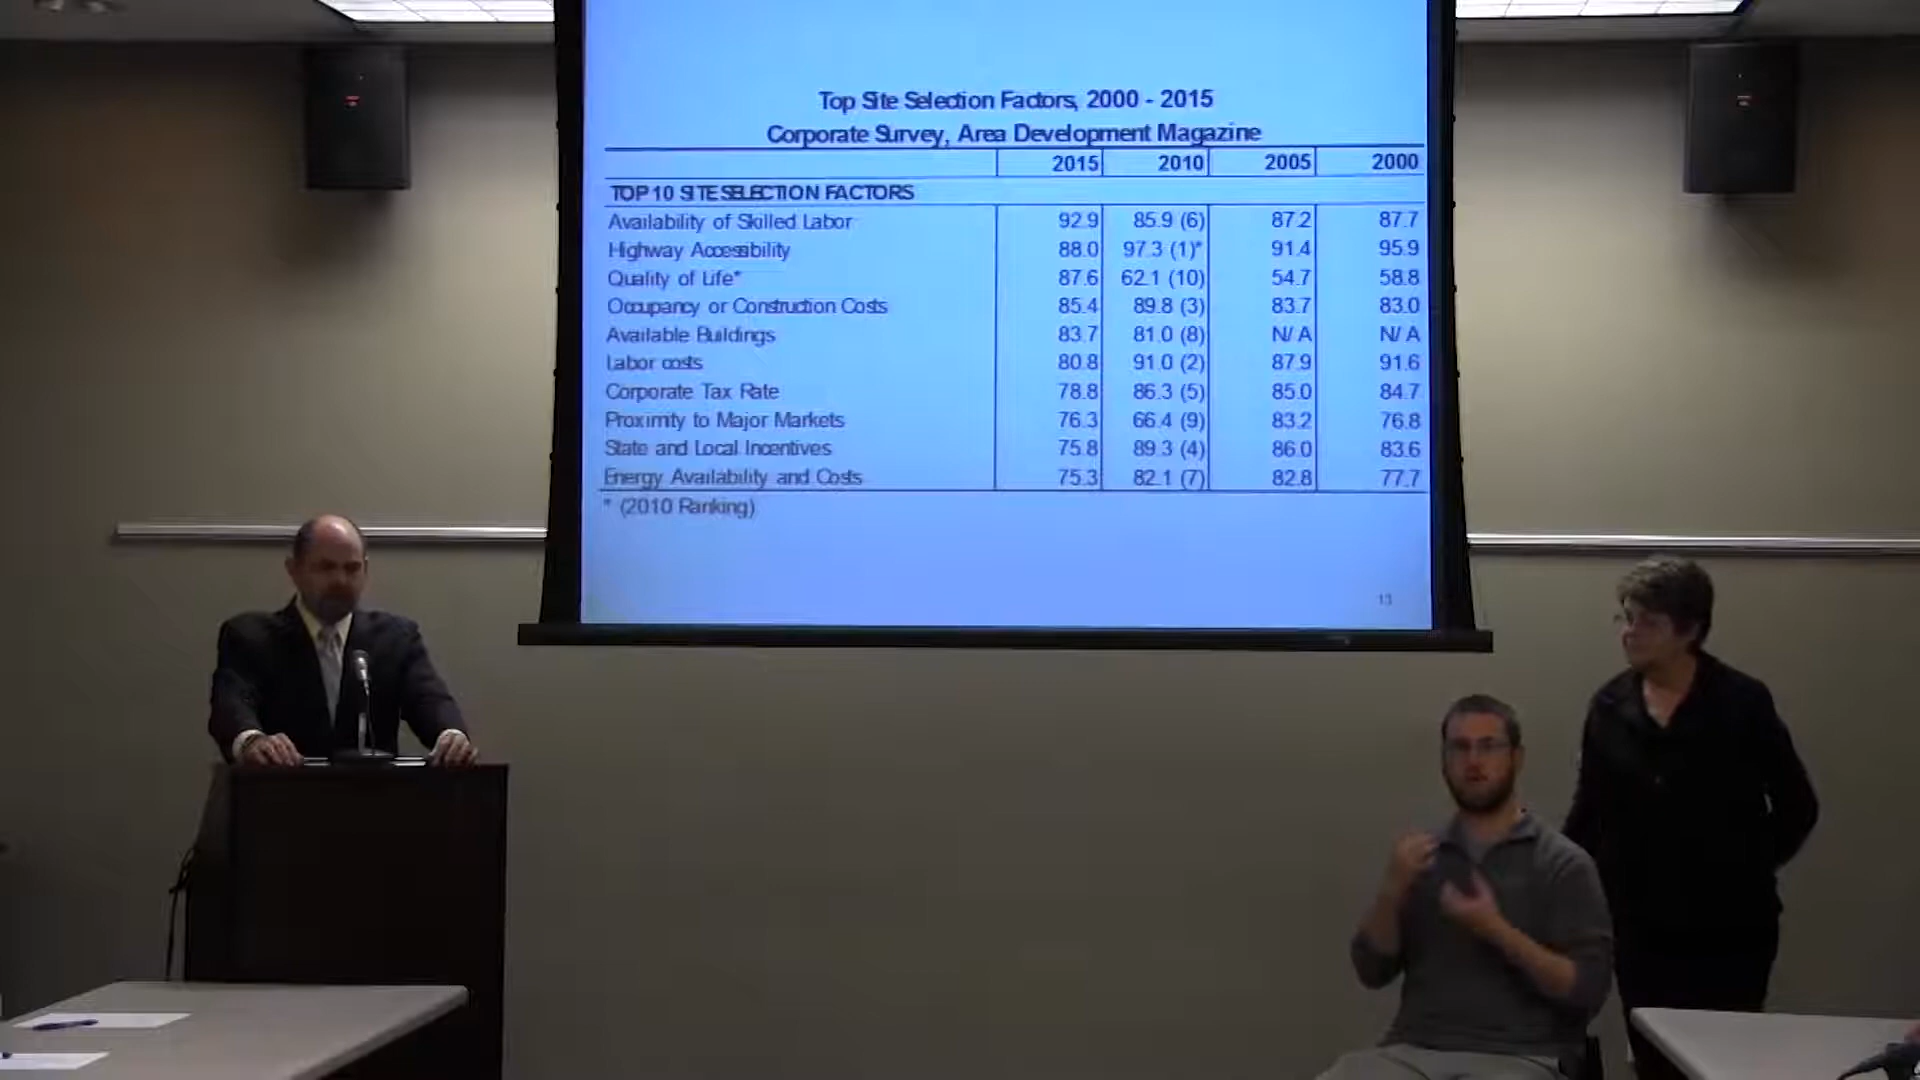 Top Site Selection Factors, 2000 - 2015
Corporate Survey, Area Development Magazine
2015 2010 2005 2000
TOP 10 SITE SELECTION FACTORS
Availability of Skilled Labor 92.9 85.9 (6) 87.2 87.7
Highway Accessibility 88.0 97.3 (1)* 91.4 95.9
Quality of Life* 87.6 62.1 (10) 54.7 58.8
Occupancy or Construction Costs 85.4 89.8 (3) 83.7 83.0
Available Buildings 83.7 81.0 (8) N/A N/A
Labor costs 80.8 91.0 (2) 87.9 91.6
Corporate Tax Rate 78.8 86.3 (5) 85.0 84.7
Proximity to Major Markets 76.3 66.4 (9) 83.2 76.8
State and Local Incentives 75.8 89.3 (4) 86.0 83.6
Energy Availability and Costs 75.3 82.1 (7) 82.8 77.7
* (2010 Ranking)
13